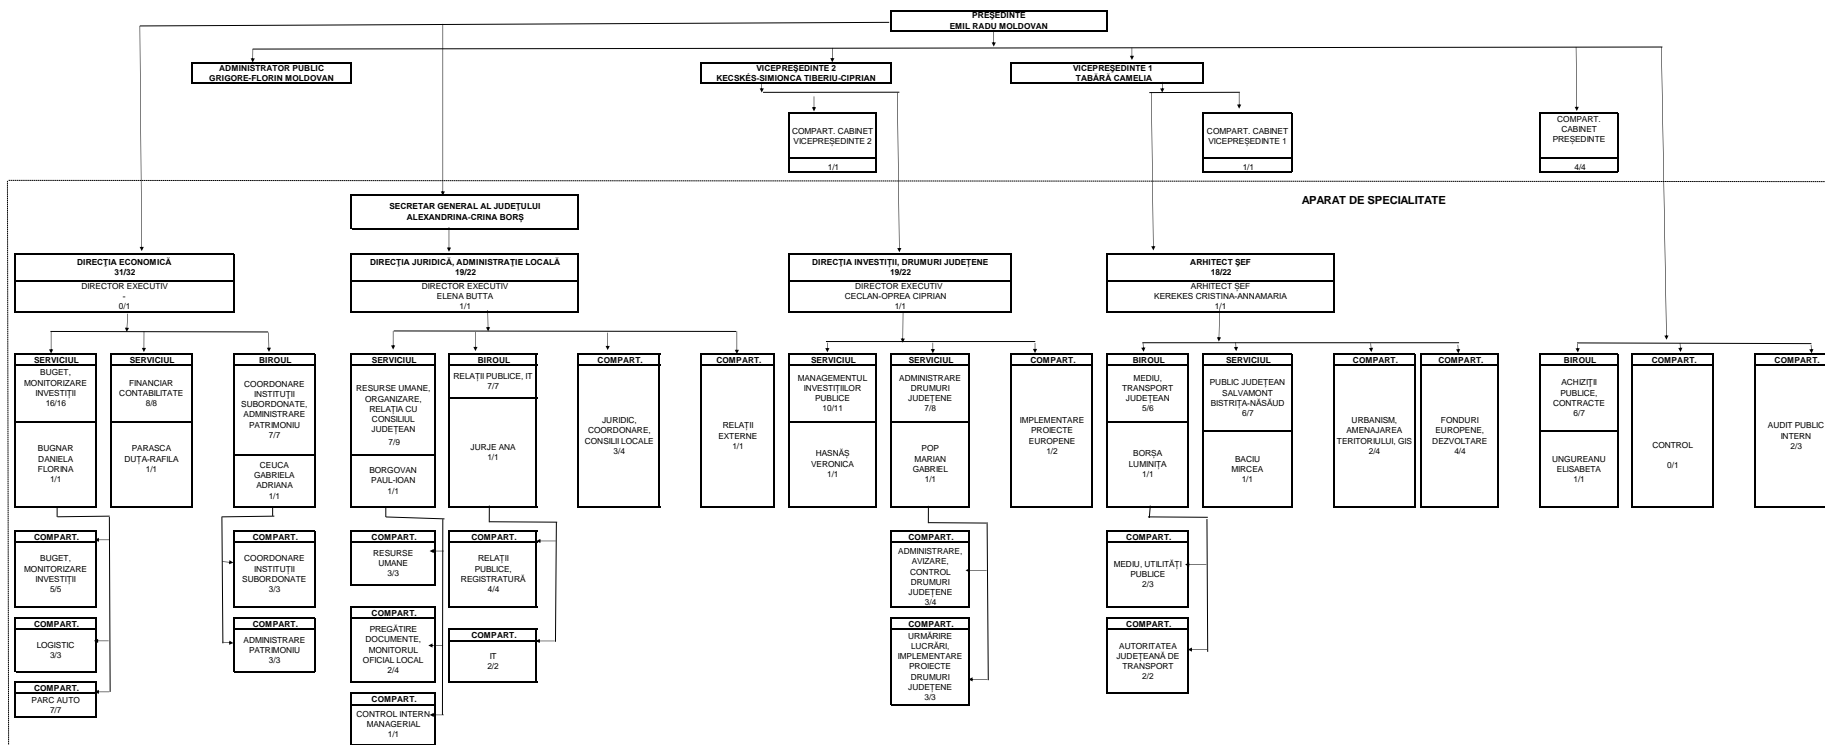 PREȘEDINTE
EMIL RADU MOLDOVAN
ADMINISTRATOR PUBLIC
GRIGORE-FLORIN MOLDOVAN
VICEPREȘEDINTE 2
KECSKÉS-SIMIONCA TIBERIU-CIPRIAN
VICEPREȘEDINTE 1
TABĂRĂ CAMELIA
COMPART. CABINET
VICEPREȘEDINTE 2
1/1
COMPART. CABINET
VICEPREȘEDINTE 1
1/1
COMPART.
CABINET
PREȘEDINTE
4/4
APARAT DE SPECIALITATE
SECRETAR GENERAL AL JUDEŢULUI
ALEXANDRINA-CRINA BORȘ
DIRECŢIA ECONOMICĂ
31/32
DIRECTOR EXECUTIV
-
0/1
DIRECŢIA JURIDICĂ, ADMINISTRAŢIE LOCALĂ
19/22
DIRECTOR EXECUTIV
ELENA BUTTA
1/1
DIRECŢIA INVESTIȚII, DRUMURI JUDEȚENE
19/22
DIRECTOR EXECUTIV
CECLAN-OPREA CIPRIAN
1/1
ARHITECT ŞEF
18/22
ARHITECT ȘEF
KEREKES CRISTINA-ANNAMARIA
1/1
SERVICIUL
BUGET,
MONITORIZARE
INVESTIȚII
16/16
BUGNAR
DANIELA
FLORINA
1/1
SERVICIUL
FINANCIAR
CONTABILITATE
8/8
PARASCA
DUȚA-RAFILA
1/1
BIROUL
COORDONARE
INSTITUŢII
SUBORDONATE,
ADMINISTRARE
PATRIMONIU
7/7
CEUCA
GABRIELA
ADRIANA
1/1
SERVICIUL
RESURSE UMANE,
ORGANIZARE,
RELAȚIA CU
CONSILIUL
JUDEȚEAN
7/9
BORGOVAN
PAUL-IOAN
1/1
BIROUL
RELAȚII PUBLICE, IT
7/7
JURJE ANA
1/1
COMPART.
JURIDIC,
COORDONARE,
CONSILII LOCALE
3/4
COMPART.
RELAȚII
EXTERNE
1/1
SERVICIUL
MANAGEMENTUL
INVESTIȚIILOR
PUBLICE
10/11
HASNĂȘ
VERONICA
1/1
SERVICIUL
ADMINISTRARE
DRUMURI
JUDEȚENE
7/8
POP
MARIAN
GABRIEL
1/1
COMPART.
IMPLEMENTARE
PROIECTE
EUROPENE
1/2
BIROUL
MEDIU,
TRANSPORT
JUDEȚEAN
5/6
BORȘA
LUMINIȚA
1/1
SERVICIUL
PUBLIC JUDEȚEAN
SALVAMONT
BISTRIȚA-NĂSĂUD
6/7
BACIU
MIRCEA
1/1
COMPART.
URBANISM,
AMENAJAREA
TERITORIULUI, GIS
2/4
COMPART.
FONDURI
EUROPENE,
DEZVOLTARE
4/4
BIROUL
ACHIZIŢII
PUBLICE,
CONTRACTE
6/7
UNGUREANU
ELISABETA
1/1
COMPART.
CONTROL
0/1
COMPART.
AUDIT PUBLIC
INTERN
2/3
COMPART.
BUGET,
MONITORIZARE
INVESTIȚII
5/5
COMPART.
LOGISTIC
3/3
COMPART.
PARC AUTO
7/7
COMPART.
COORDONARE
INSTITUŢII
SUBORDONATE
3/3
COMPART.
ADMINISTRARE
PATRIMONIU
3/3
COMPART.
RESURSE
UMANE
3/3
COMPART.
PREGĂTIRE
DOCUMENTE,
MONITORUL
OFICIAL LOCAL
2/4
COMPART.
CONTROL INTERN
MANAGERIAL
1/1
COMPART.
RELAȚII
PUBLICE,
REGISTRATURĂ
4/4
COMPART.
IT
2/2
COMPART.
ADMINISTRARE,
AVIZARE,
CONTROL
DRUMURI
JUDEȚENE
3/4
COMPART.
URMĂRIRE
LUCRĂRI,
IMPLEMENTARE
PROIECTE
DRUMURI
JUDEȚENE
3/3
COMPART.
MEDIU, UTILITĂȚI
PUBLICE
2/3
COMPART.
AUTORITATEA
JUDEȚEANĂ DE
TRANSPORT
2/2